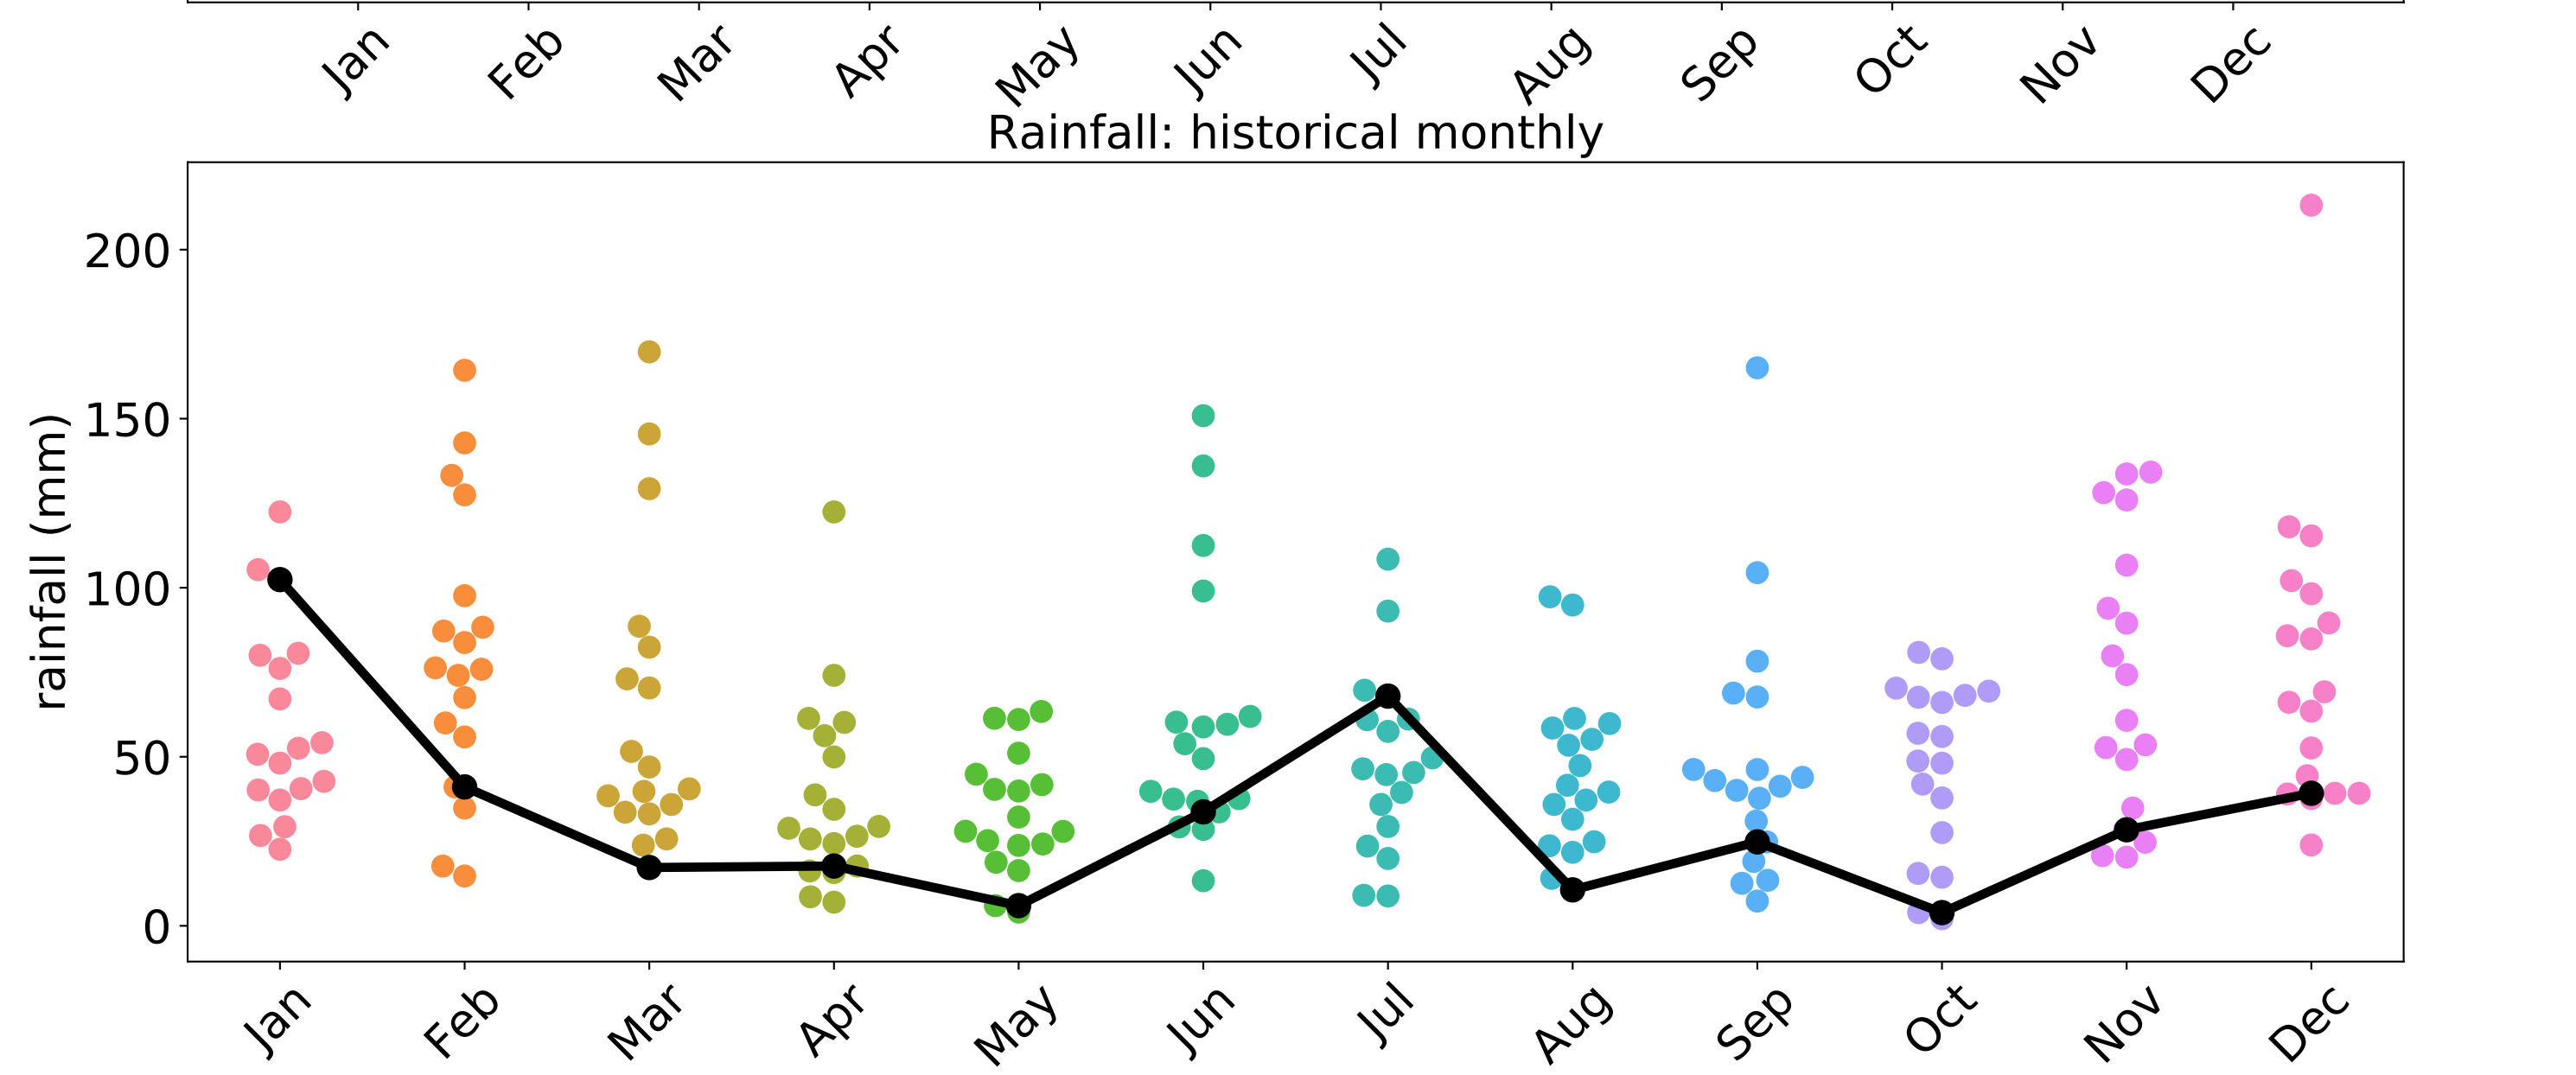 Jan Feb Mar Apr May Jun Jul Aug Sep Oct Nov Dec
Rainfall: historical monthly
rainfall (mm)
200
150
100
50
0
Jan Feb Mar Apr May Jun Jul Aug Sep Oct Nov Dec